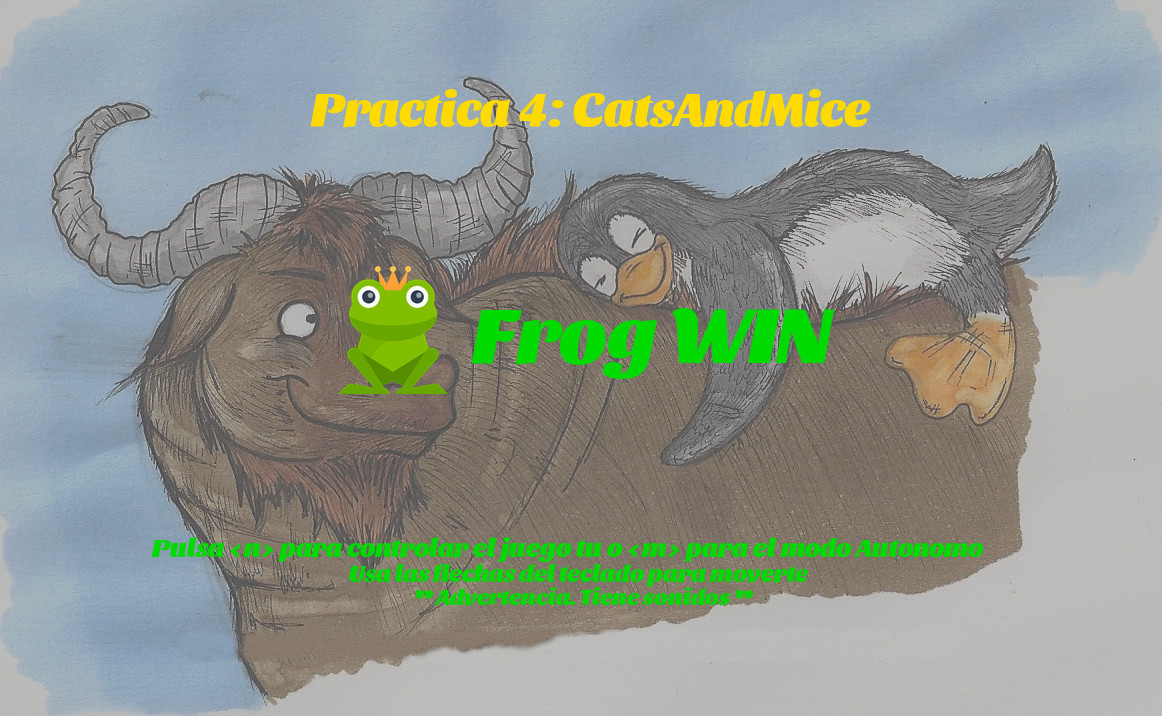 Practica 4: CatsAndMice
Frog WIN
Pulsa <n> para controlar el juego tu o <m> para el modo Autonomo
Usa las flechas del teclado para moverte
** Advertencia. Tiene sonidos **